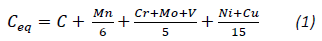 C_eq = C + Mn/6 + (Cr+Mo+V)/5 + (Ni+Cu)/15 (1)